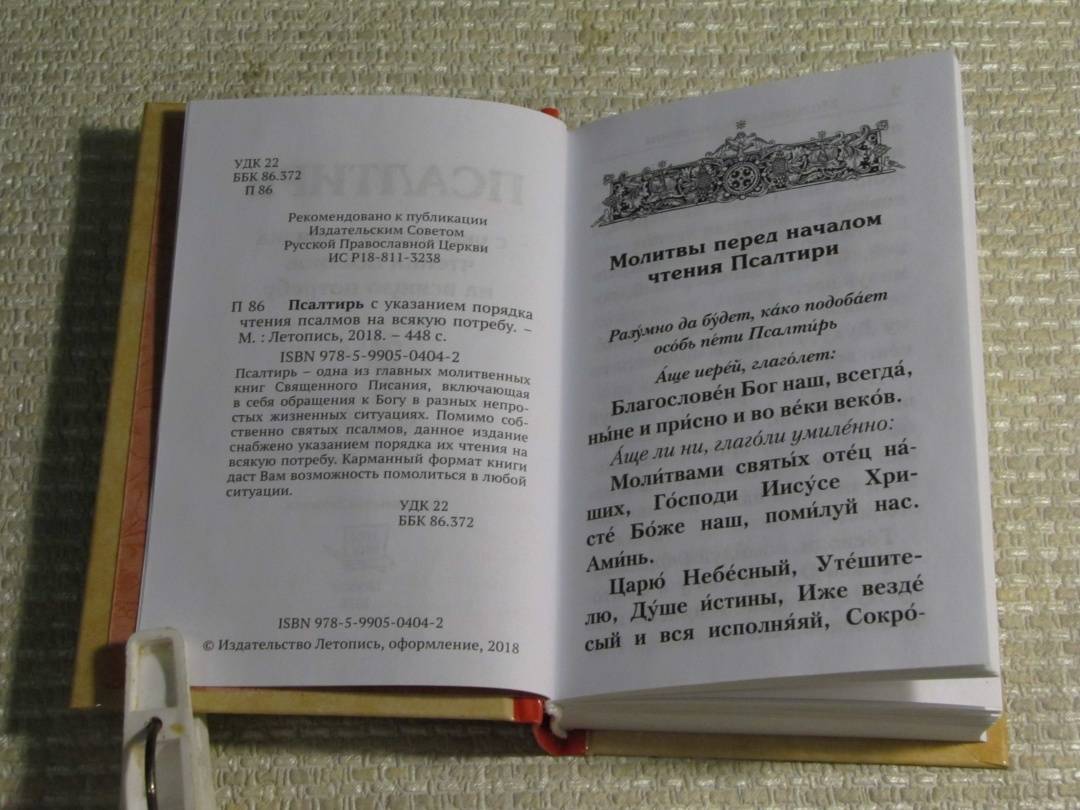 УДК 22
ББК 86.372
П 86
Рекомендовано к публикации
Издательским Советом
Русской Православной Церкви
ИС Р18-811-3238
П 86 Псалтирь с указанием порядка
чтения псалмов на всякую потребу. –
М. : Летопись, 2018. – 448 с.
ISBN 978-5-9905-0404-2
Псалтирь – одна из главных молитвенных
книг Священного Писания, включающая
в себя обращения к Богу в разных непро-
стых жизненных ситуациях. Помимо соб-
ственно святых псалмов, данное издание
снабжено указанием порядка их чтения на
всякую потребу. Карманный формат книги
даст Вам возможность помолиться в любой
ситуации.
УДК 22
ББК 86.372
ISBN 978-5-9905-0404-2
© Издательство Летопись, оформление, 2018
Молитвы перед началом
чтения Псалтири
Разу́мно да бу́дет, ка́ко подоба́ет
осо́бь пе́ти Псалти́рь
А́ще иере́й, глаго́лет:
Благослове́н Бог наш, всегда́,
ны́не и при́сно и во ве́ки веко́в.
А́ще ли ни, глаго́ли умиле́нно:
Моли́твами святы́х оте́ц на́-
ших, Го́споди Иису́се Хри-
сте́ Бо́же наш, поми́луй нас.
Ами́нь.
Царю́ Небе́сный, Уте́шите-
лю, Ду́ше и́стины, Иже везде́
сый и вся исполня́яй, Сокро́-